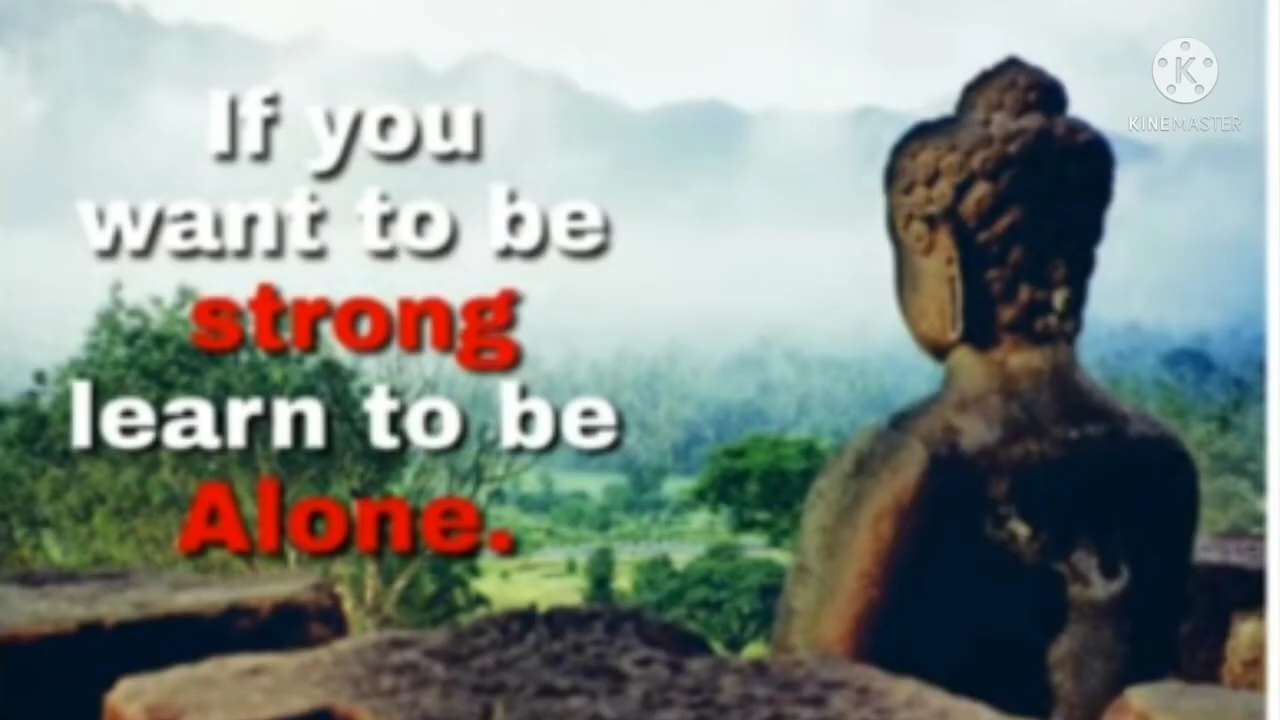 If you
want to be
strong
learn to be
Alone.
K
KINEMASTER